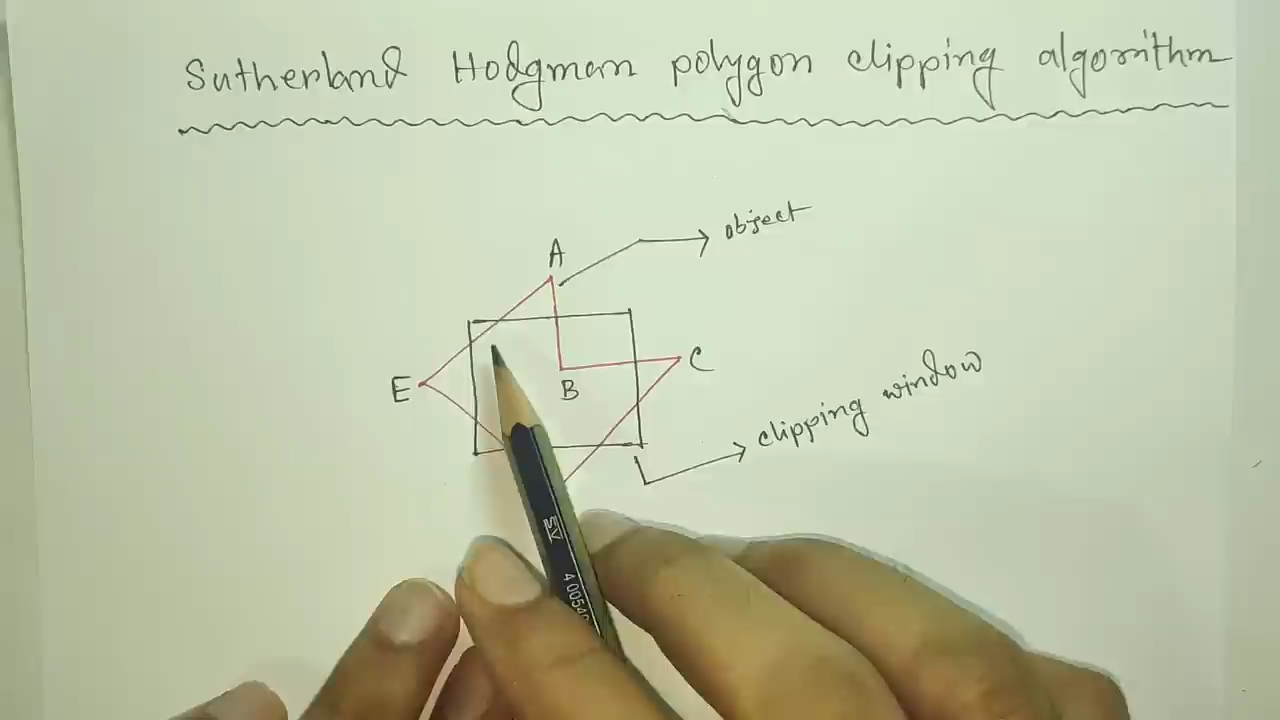 Sutherland Hodgman polygon clipping algorithm
object
A
E
B
C
clipping window